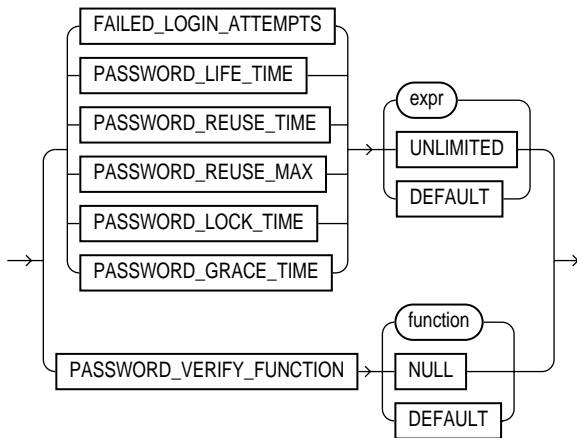 FAILED_LOGIN_ATTEMPTS
PASSWORD_LIFE_TIME
PASSWORD_REUSE_TIME
PASSWORD_REUSE_MAX
PASSWORD_LOCK_TIME
PASSWORD_GRACE_TIME
expr
UNLIMITED
DEFAULT
PASSWORD_VERIFY_FUNCTION
function
NULL
DEFAULT